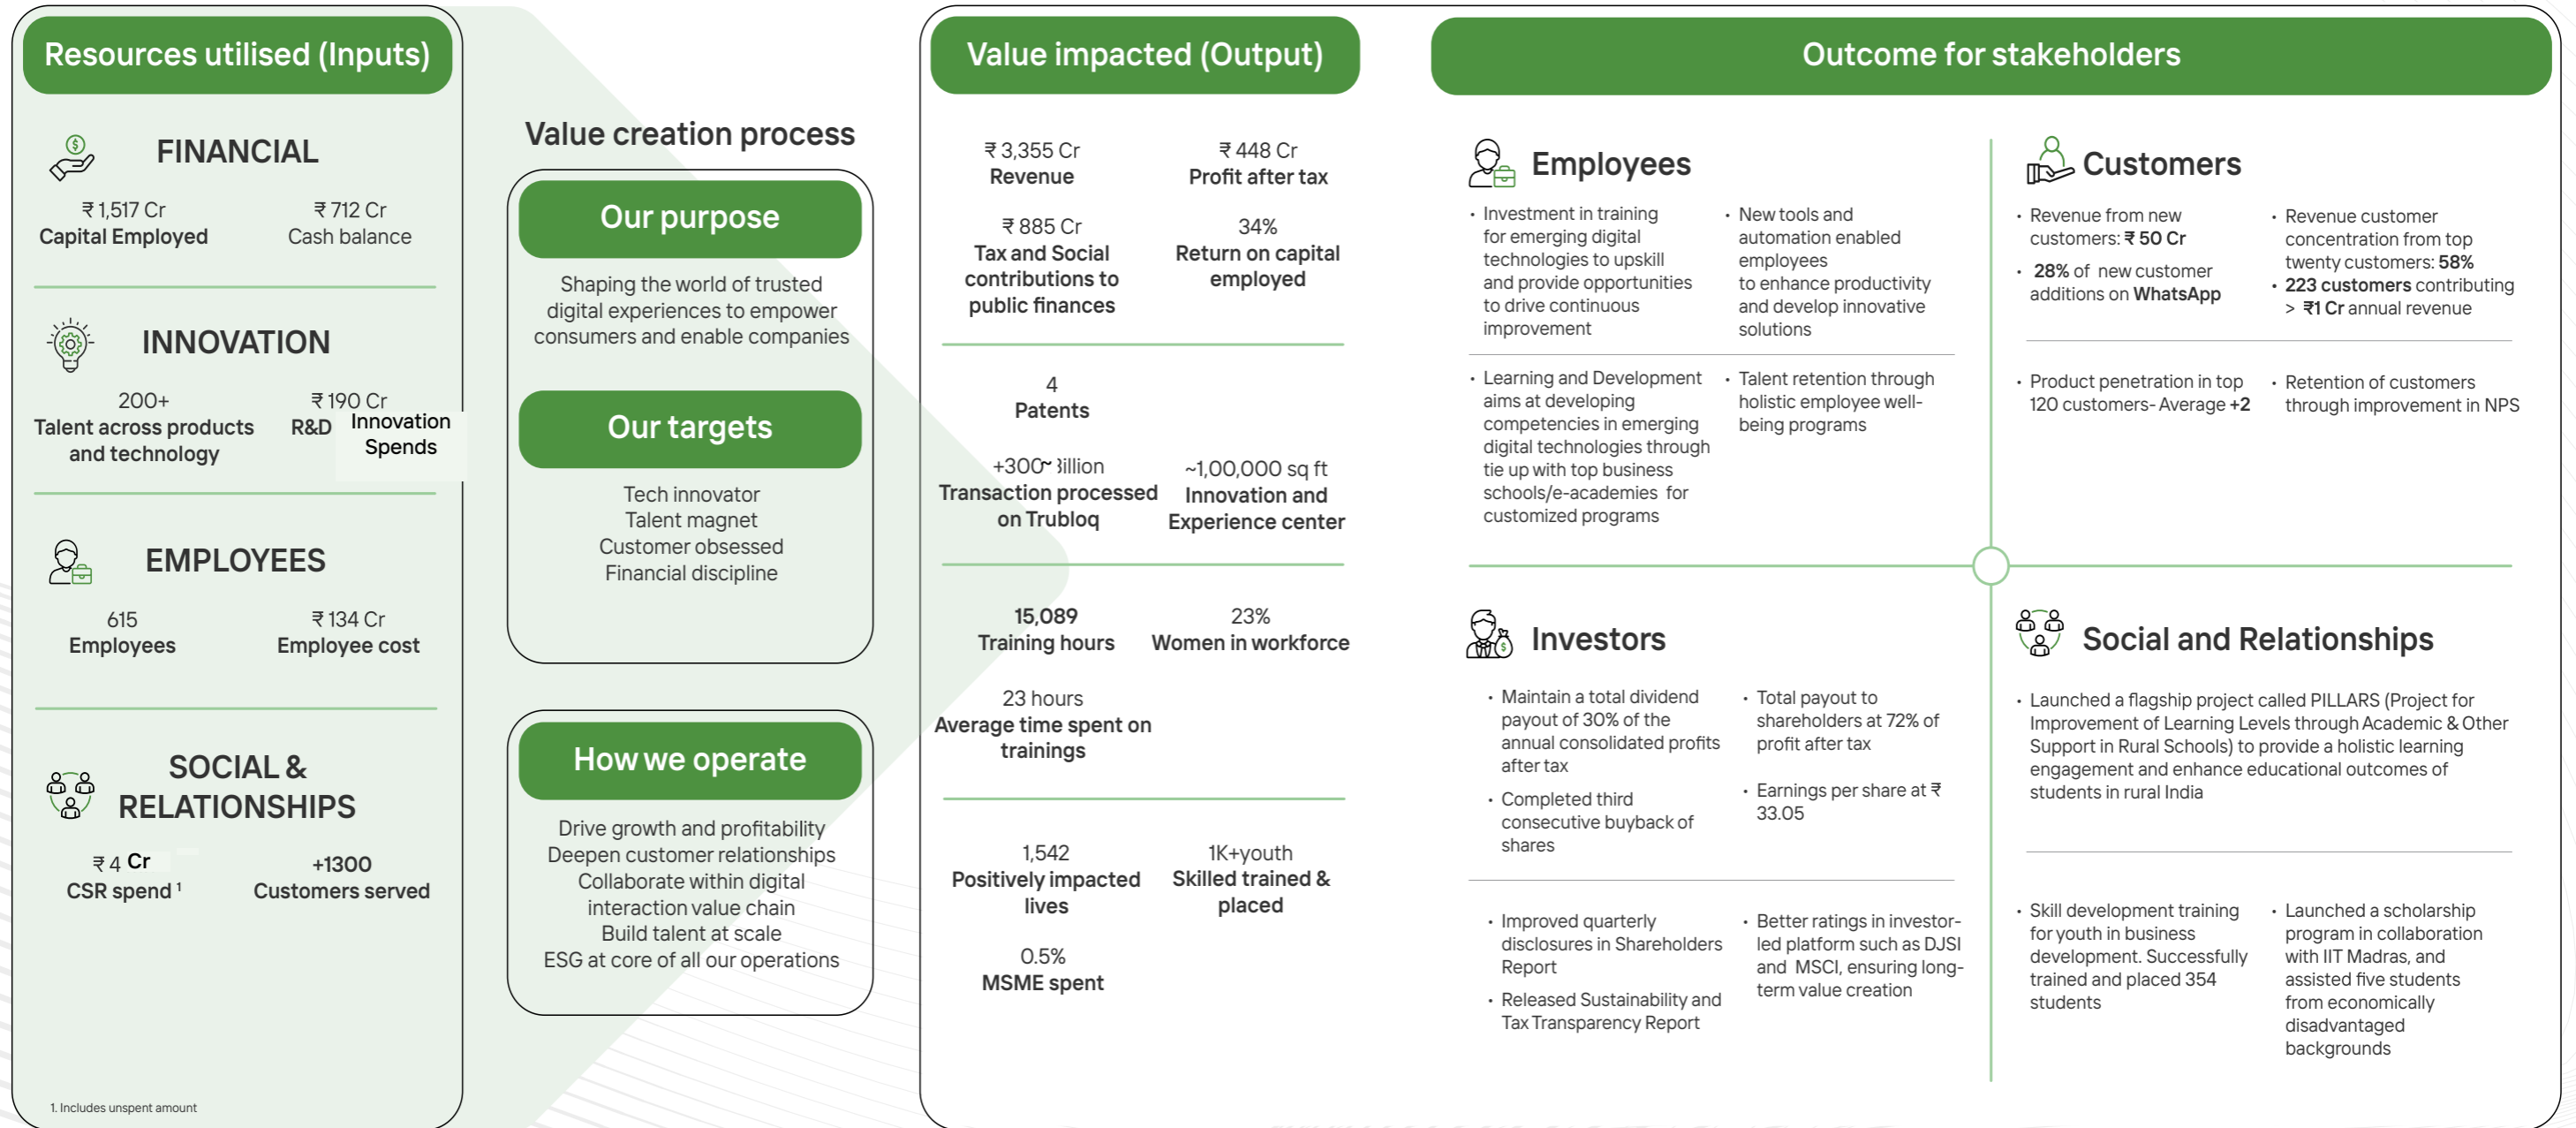 Resources utilised (Inputs)
FINANCIAL
₹ 1,517 Cr
Capital Employed
₹ 712 Cr
Cash balance
INNOVATION
200+
Talent across products
and technology
₹ 190 Cr
R&D Innovation
Spends
EMPLOYEES
615
Employees
₹ 134 Cr
Employee cost
SOCIAL &
RELATIONSHIPS
₹ 4 Cr
CSR spend ¹
+1300
Customers served
1. Includes unspent amount
Value creation process
Our purpose
Shaping the world of trusted
digital experiences to empower
consumers and enable companies
Our targets
Tech innovator
Talent magnet
Customer obsessed
Financial discipline
How we operate
Drive growth and profitability
Deepen customer relationships
Collaborate within digital
interaction value chain
Build talent at scale
ESG at core of all our operations
Value impacted (Output)
₹ 3,355 Cr
Revenue
₹ 448 Cr
Profit after tax
₹ 885 Cr
Tax and Social
contributions to
public finances
34%
Return on capital
employed
4
Patents
+300~
Transaction processed
on Trubloq
~1,00,000 sq ft
Innovation and
Experience center
15,089
Training hours
23%
Women in workforce
23 hours
Average time spent on
trainings
1,542
Positively impacted
lives
1K+youth
Skilled trained &
placed
0.5%
MSME spent
Outcome for stakeholders
Employees
• Investment in training
for emerging digital
technologies to upskill
and provide opportunities
to drive continuous
improvement
• New tools and
automation enabled
employees
to enhance productivity
and develop innovative
solutions
• Learning and Development
aims at developing
competencies in emerging
digital technologies through
tie up with top business
schools/e-academies for
customized programs
• Talent retention through
holistic employee well-
being programs
Customers
• Revenue from new
customers: ₹ 50 Cr
• 28% of new customer
additions on WhatsApp
• Revenue customer
concentration from top
twenty customers: 58%
• 223 customers contributing
> ₹1 Cr annual revenue
• Product penetration in top
120 customers- Average +2
• Retention of customers
through improvement in NPS
Investors
• Maintain a total dividend
payout of 30% of the
annual consolidated profits
after tax
• Completed third
consecutive buyback of
shares
• Total payout to
shareholders at 72% of
profit after tax
• Earnings per share at ₹
33.05
• Improved quarterly
disclosures in Shareholders
Report
• Released Sustainability and
Tax Transparency Report
• Better ratings in investor-
led platform such as DJSI
and MSCI, ensuring long-
term value creation
Social and Relationships
• Launched a flagship project called PILLARS (Project for
Improvement of Learning Levels through Academic & Other
Support in Rural Schools) to provide a holistic learning
engagement and enhance educational outcomes of
students in rural India
• Skill development training
for youth in business
development. Successfully
trained and placed 354
students
• Launched a scholarship
program in collaboration
with IIT Madras, and
assisted five students
from economically
disadvantaged
backgrounds